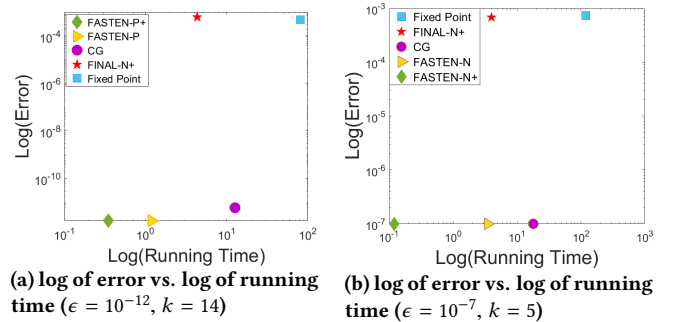 FASTEN-P+
FASTEN-P
CG
FINAL-N+
Fixed Point
10^-4
10^-6
10^-8
10^-10
Log(Error)
10^-1 10^0 10^1 10^2
Log(Running Time)
(a) log of error vs. log of running
time (ϵ = 10^−12, k = 14)
Fixed Point
FINAL-N+
CG
FASTEN-N
FASTEN-N+
10^-3
10^-4
10^-5
10^-6
10^-7
Log(Error)
10^-1 10^0 10^1 10^2 10^3
Log(Running Time)
(b) log of error vs. log of running
time (ϵ = 10^−7, k = 5)